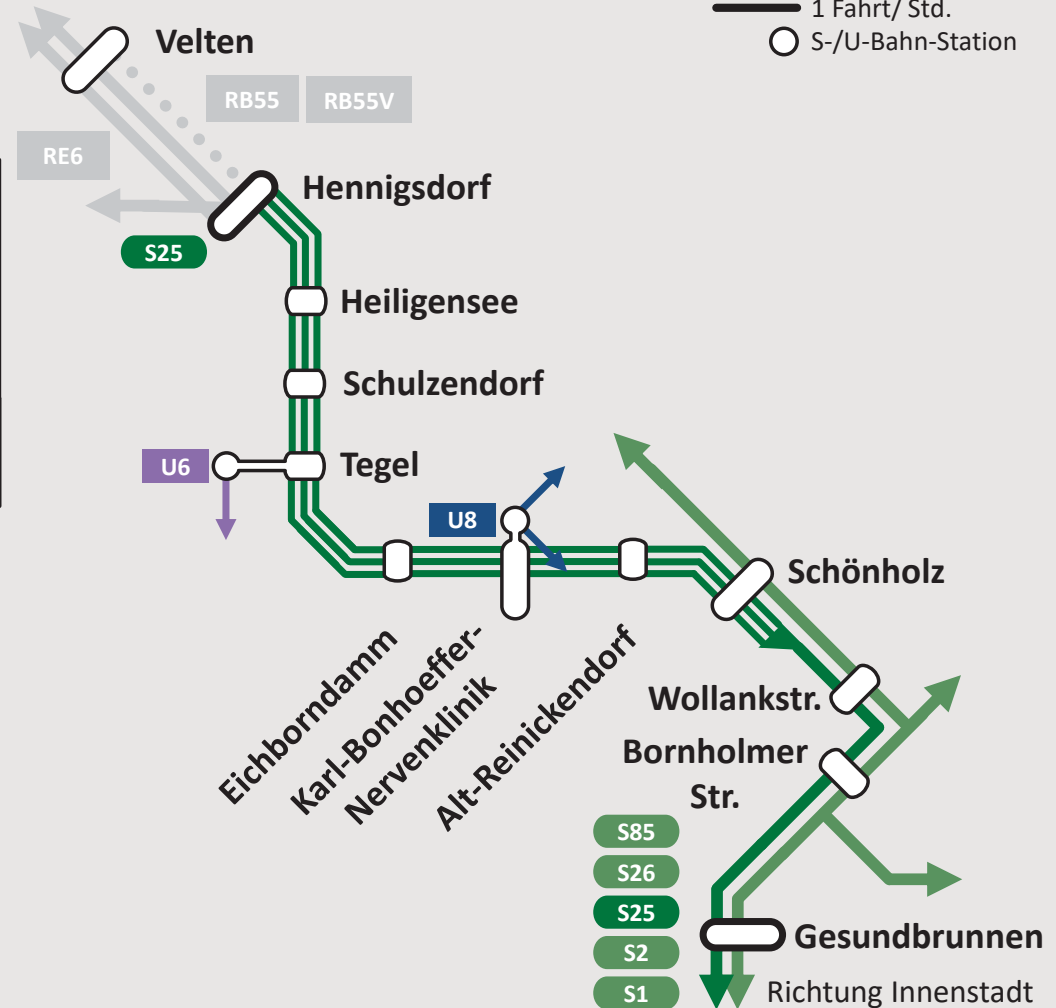 1 Fahrt/ Std.
S-/U-Bahn-Station
Velten
RB55
RB55V
RE6
Hennigsdorf
S25
Heiligensee
Schulzendorf
U6
Tegel
U8
Schönholz
Eichborndamm
Karl-Bonhoeffer-
Nervenklinik
Alt-Reinickendorf
Wollankstr.
Bornholmer
Str.
S85
S26
S25
S2
S1
Gesundbrunnen
Richtung Innenstadt